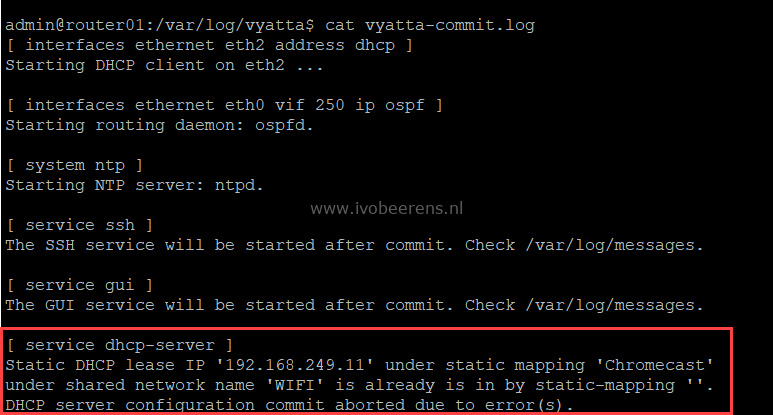 admin@router01:/var/log/vyatta$ cat vyatta-commit.log
[ interfaces ethernet eth2 address dhcp ]
Starting DHCP client on eth2 ...
[ interfaces ethernet eth0 vif 250 ip ospf ]
Starting routing daemon: ospfd.
[ system ntp ]
Starting NTP server: ntpd.
www.ivobeerens.nl
[ service ssh ]
The SSH service will be started after commit. Check /var/log/messages.
[ service gui ]
The GUI service will be started after commit. Check /var/log/messages.
[ service dhcp-server ]
Static DHCP lease IP '192.168.249.11' under static mapping 'Chromecast'
under shared network name 'WIFI' is already is in by static-mapping ''.
DHCP server configuration commit aborted due to error(s).